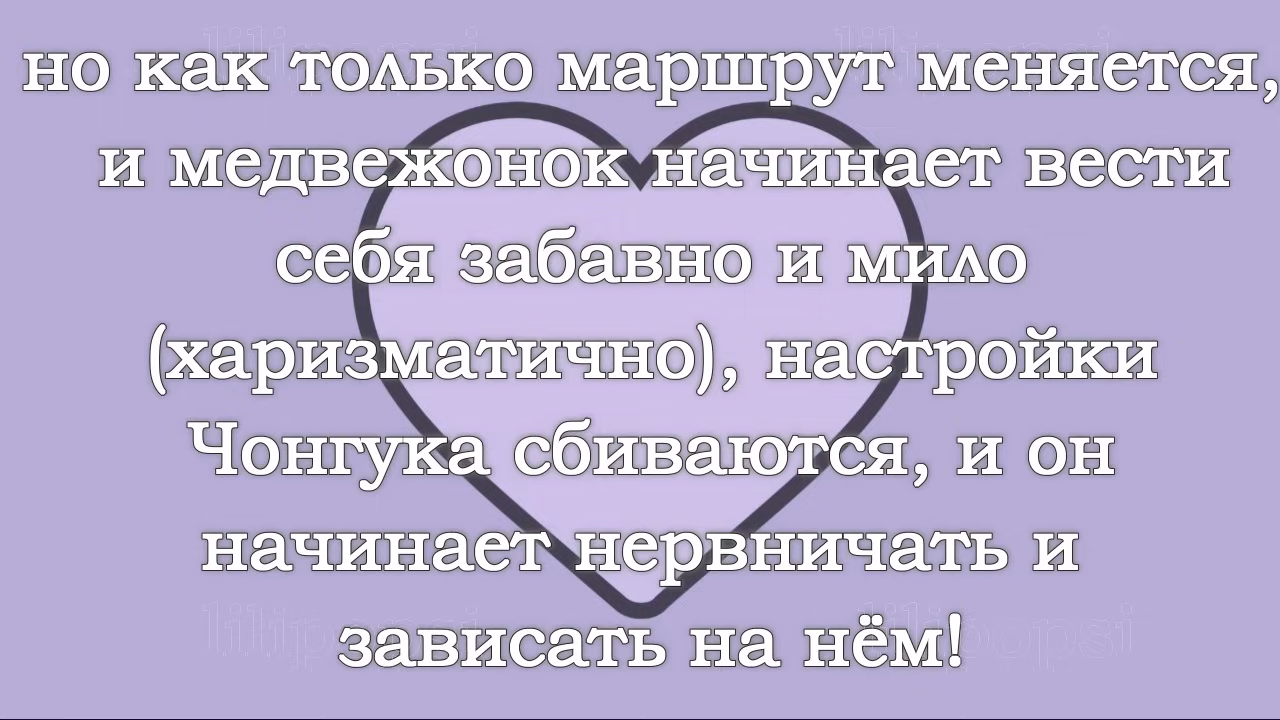 но как только маршрут меняется,
и медвежонок начинает вести
себя забавно и мило
(харизматично), настройки
Чонгука сбиваются, и он
начинает нервничать и
зависать на нём!